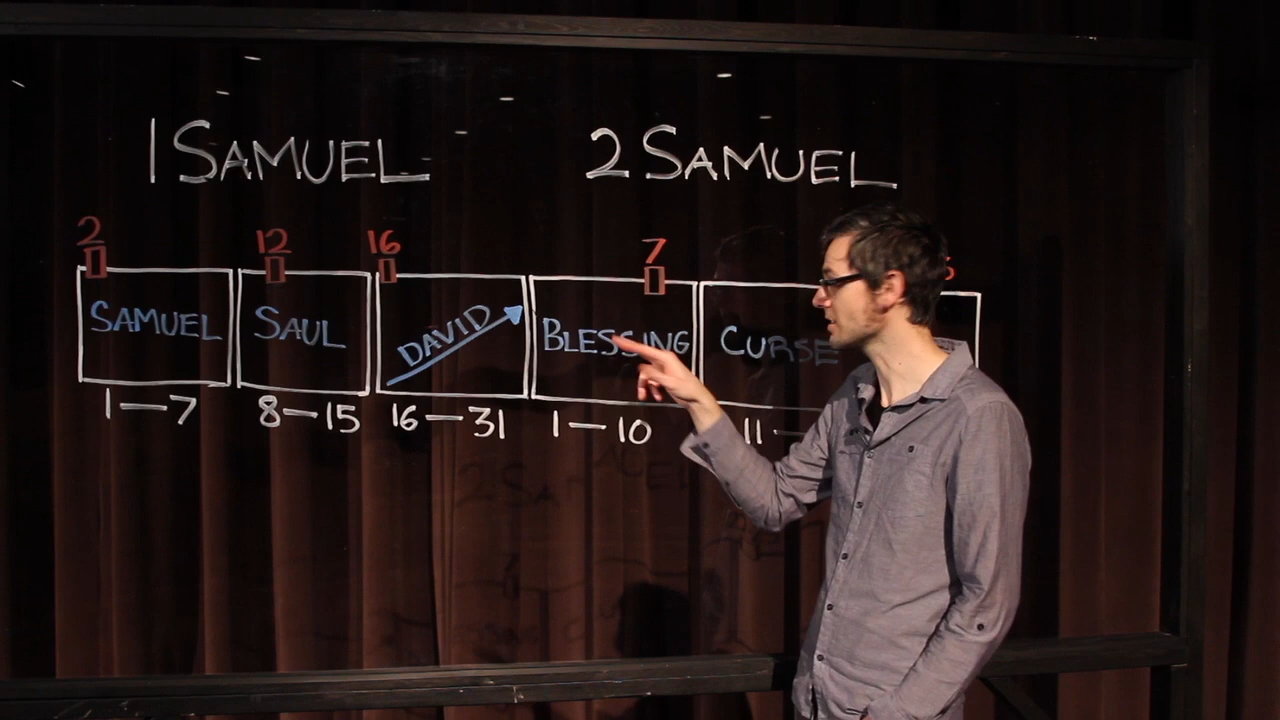 1 SAMUEL 2 SAMUEL
2 12 16 7
SAMUEL SAUL DAVID BLESSING CURSE
1—7 8—15 16—31 1—10 11—